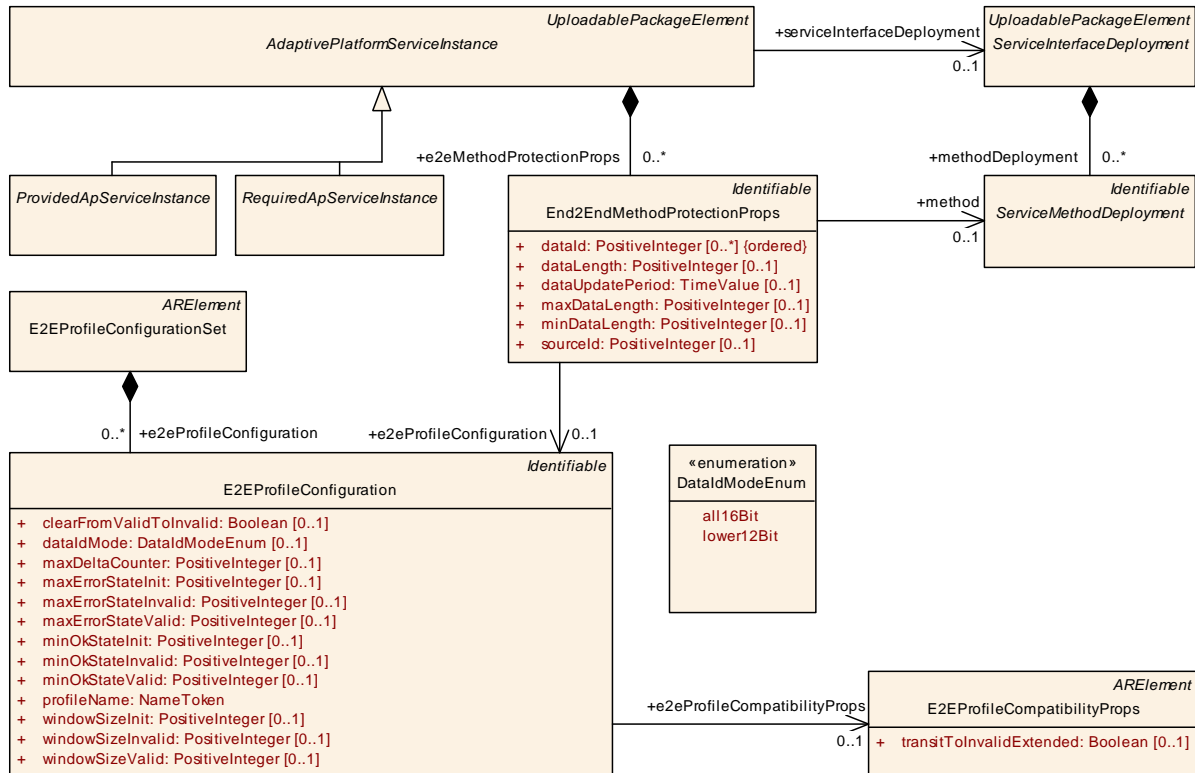 UploadablePackageElement
AdaptivePlatformServiceInstance
+serviceInterfaceDeployment
0..1
UploadablePackageElement
ServiceInterfaceDeployment
+e2eMethodProtectionProps
0..*
+methodDeployment
0..*
ProvidedApServiceInstance
RequiredApServiceInstance
Identifiable
End2EndMethodProtectionProps
+ dataId: PositiveInteger [0..*] {ordered}
+ dataLength: PositiveInteger [0..1]
+ dataUpdatePeriod: TimeValue [0..1]
+ maxDataLength: PositiveInteger [0..1]
+ minDataLength: PositiveInteger [0..1]
+ sourceId: PositiveInteger [0..1]
+method
0..1
Identifiable
ServiceMethodDeployment
ARElement
E2EProfileConfigurationSet
0..*
+e2eProfileConfiguration
+e2eProfileConfiguration
0..1
Identifiable
E2EProfileConfiguration
+ clearFromValidToInvalid: Boolean [0..1]
+ dataIdMode: DataIdModeEnum [0..1]
+ maxDeltaCounter: PositiveInteger [0..1]
+ maxErrorStateInit: PositiveInteger [0..1]
+ maxErrorStateInvalid: PositiveInteger [0..1]
+ maxErrorStateValid: PositiveInteger [0..1]
+ minOkStateInit: PositiveInteger [0..1]
+ minOkStateInvalid: PositiveInteger [0..1]
+ minOkStateValid: PositiveInteger [0..1]
+ profileName: NameToken
+ windowSizeInit: PositiveInteger [0..1]
+ windowSizeInvalid: PositiveInteger [0..1]
+ windowSizeValid: PositiveInteger [0..1]
«enumeration»
DataIdModeEnum
all16Bit
lower12Bit
+e2eProfileCompatibilityProps
0..1
ARElement
E2EProfileCompatibilityProps
+ transitToInvalidExtended: Boolean [0..1]